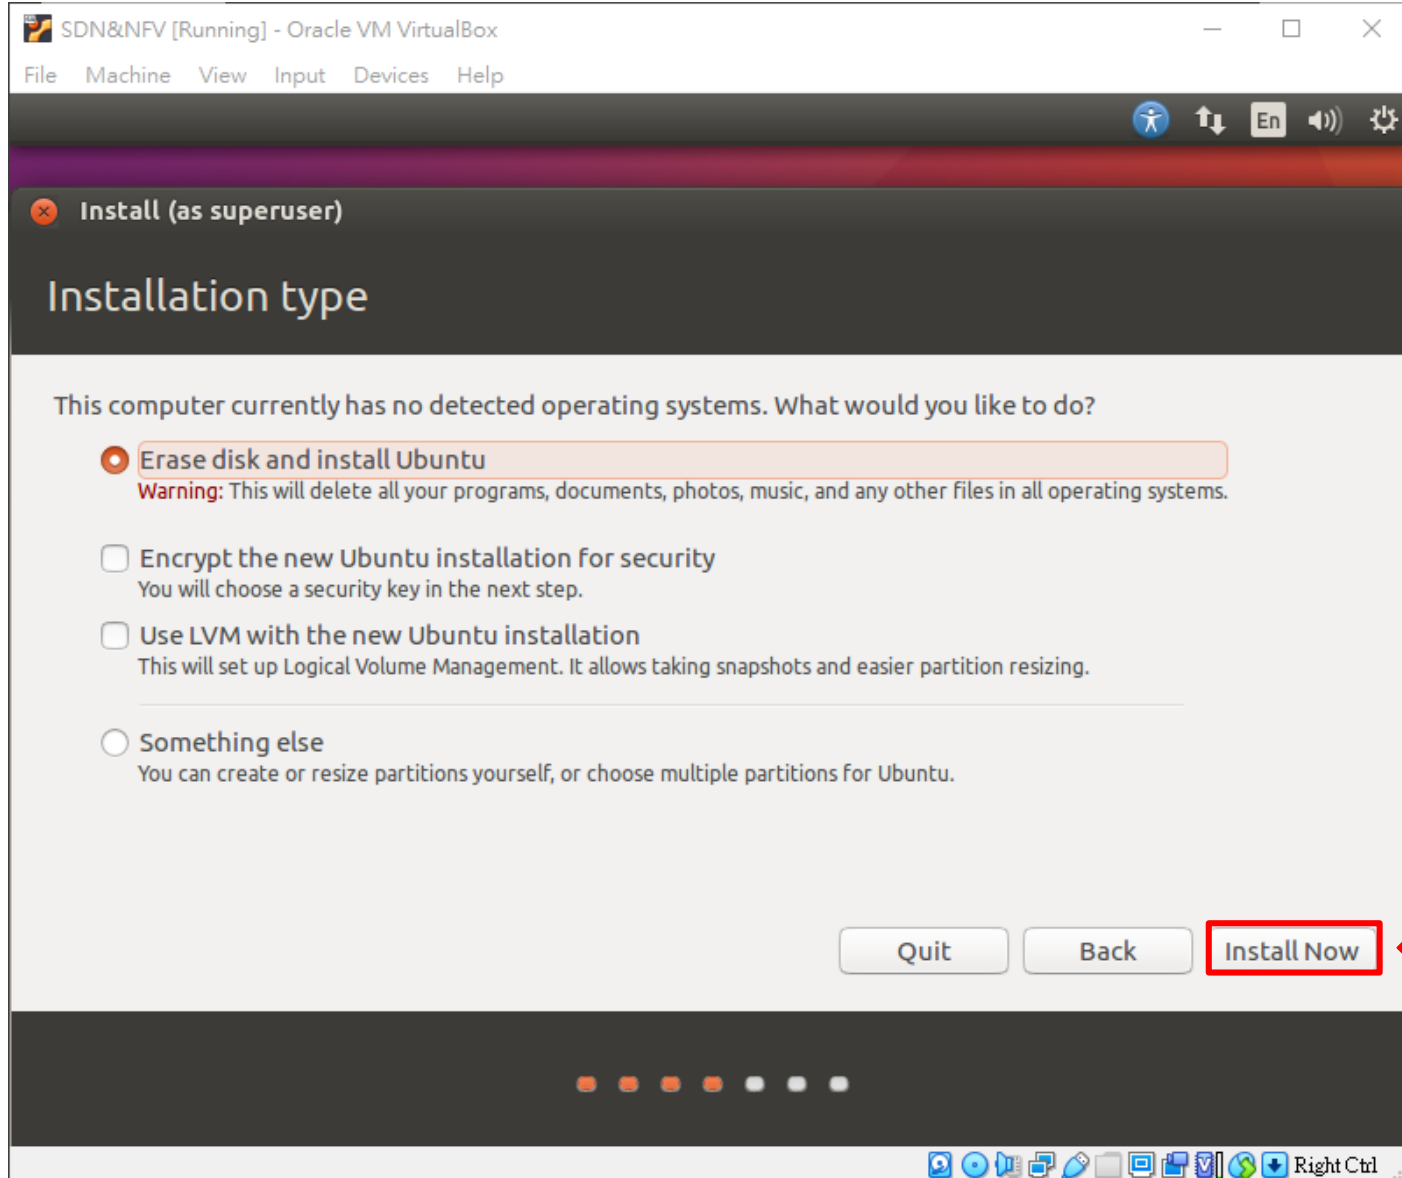 SDN&NFV [Running] - Oracle VM VirtualBox
File Machine View Input Devices Help
En
Install (as superuser)
Installation type
This computer currently has no detected operating systems. What would you like to do?
Erase disk and install Ubuntu
Warning: This will delete all your programs, documents, photos, music, and any other files in all operating systems.
Encrypt the new Ubuntu installation for security
You will choose a security key in the next step.
Use LVM with the new Ubuntu installation
This will set up Logical Volume Management. It allows taking snapshots and easier partition resizing.
Something else
You can create or resize partitions yourself, or choose multiple partitions for Ubuntu.
Quit Back Install Now
Right Ctrl